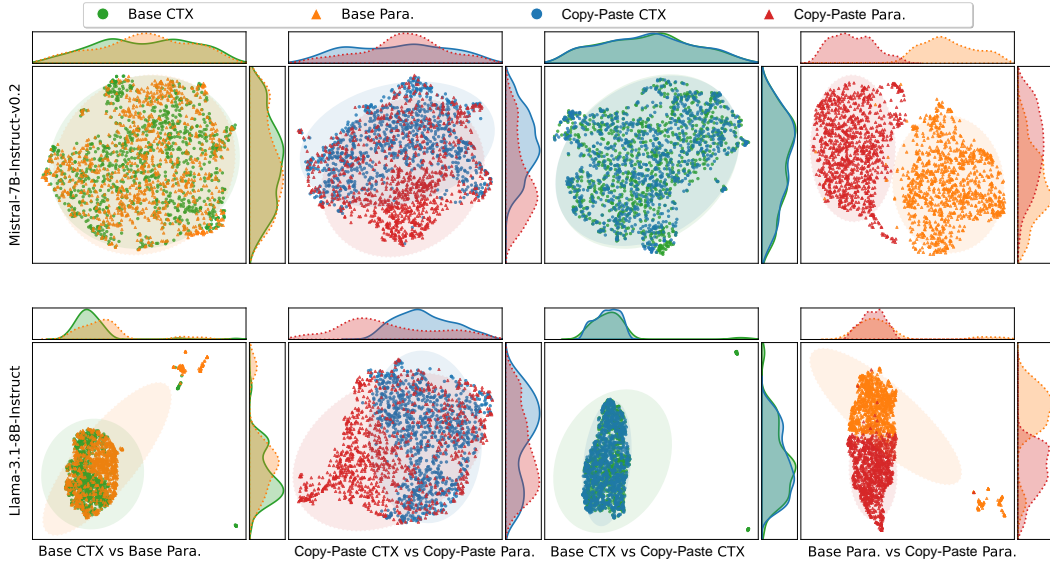 Base CTX
Base Para.
Copy-Paste CTX
Copy-Paste Para.
Mistral-7B-Instruct-v0.2
Llama-3.1-8B-Instruct
Base CTX vs Base Para.
Copy-Paste CTX vs Copy-Paste Para.
Base CTX vs Copy-Paste CTX
Base Para. vs Copy-Paste Para.